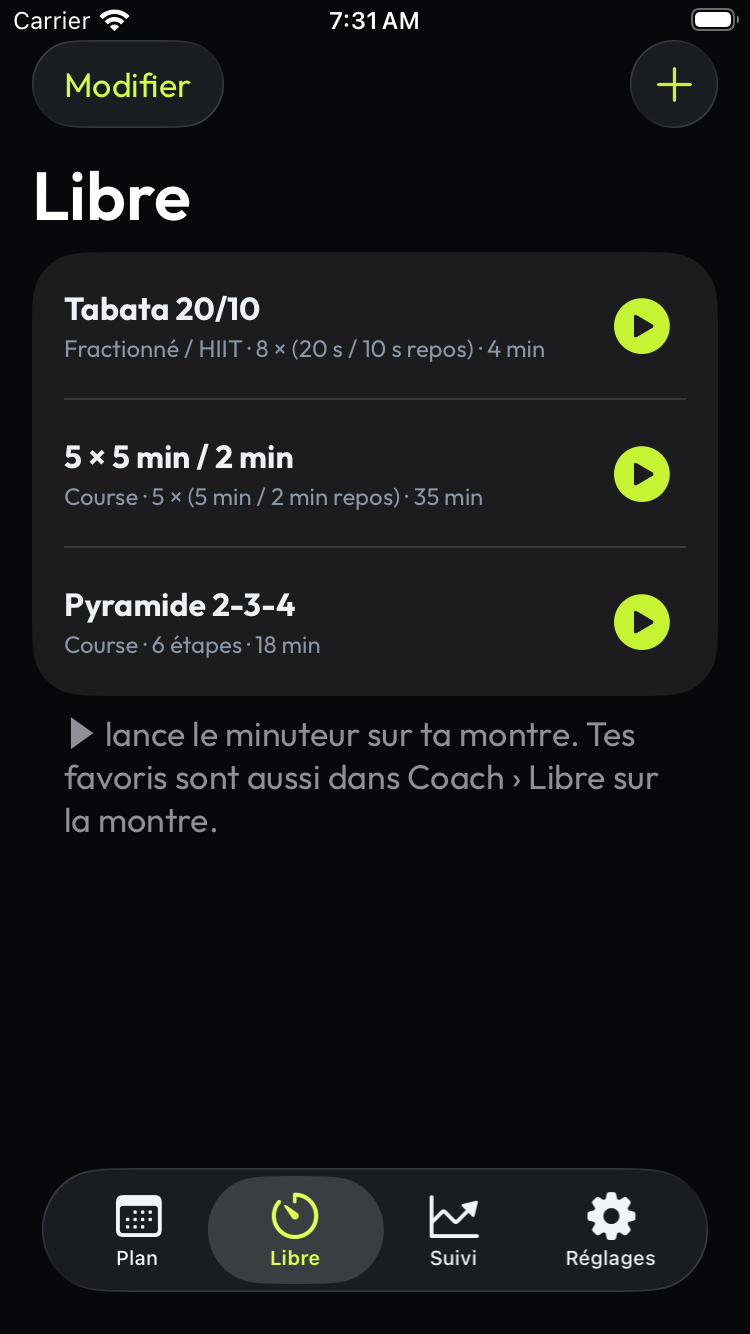 Carrier 7:31 AM
Modifier
Libre
Tabata 20/10
Fractionné / HIIT · 8 × (20 s / 10 s repos) · 4 min
5 × 5 min / 2 min
Course · 5 × (5 min / 2 min repos) · 35 min
Pyramide 2-3-4
Course · 6 étapes · 18 min
lance le minuteur sur ta montre. Tes
favoris sont aussi dans Coach › Libre sur
la montre.
Plan Libre Suivi Réglages